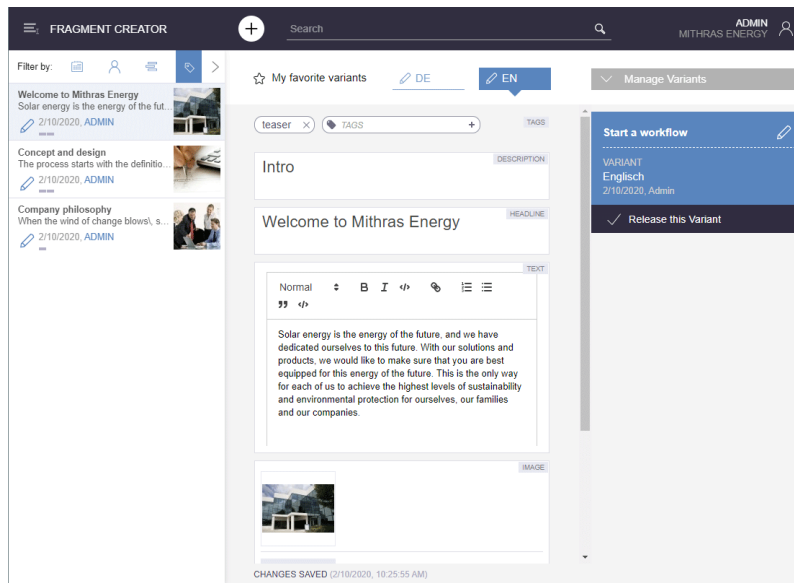 FRAGMENT CREATOR
Search
ADMIN
MITHRAS ENERGY
Filter by:
Welcome to Mithras Energy
Solar energy is the energy of the fut...
2/10/2020, ADMIN
Concept and design
The process starts with the definitio...
2/10/2020, ADMIN
Company philosophy
When the wind of change blows\, s...
2/10/2020, ADMIN
My favorite variants
DE
EN
teaser
TAGS
TAGS
DESCRIPTION
Intro
HEADLINE
Welcome to Mithras Energy
TEXT
Normal
B I
Solar energy is the energy of the future, and we have
dedicated ourselves to this future. With our solutions and
products, we would like to make sure that you are best
equipped for this energy of the future. This is the only way
for each of us to achieve the highest levels of sustainability
and environmental protection for ourselves, our families
and our companies.
IMAGE
CHANGES SAVED (2/10/2020, 10:25:55 AM)
Manage Variants
Start a workflow
VARIANT
Englisch
2/10/2020, Admin
Release this Variant